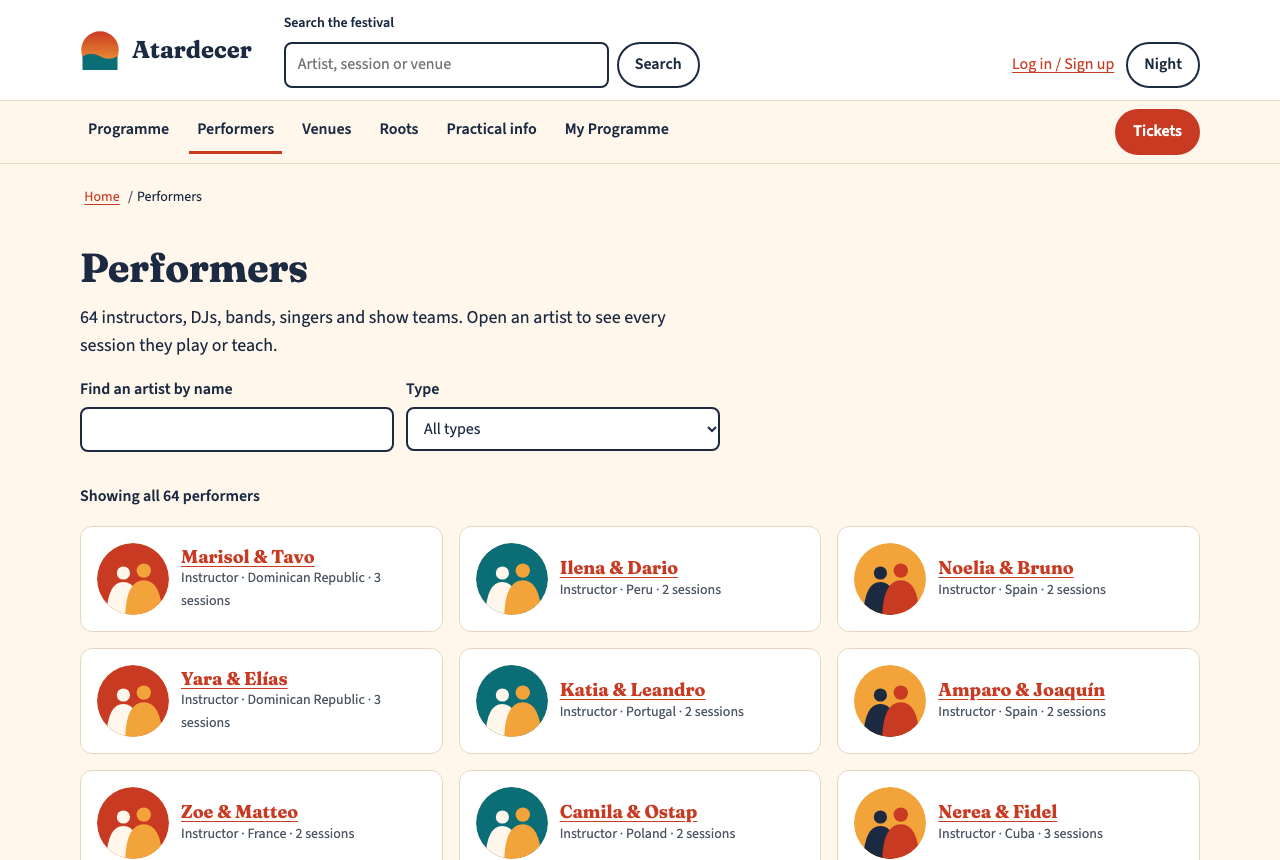 Atardecer
Search the festival
Artist, session or venue
Search
Log in / Sign up
Night
Programme
Performers
Venues
Roots
Practical info
My Programme
Tickets
Home / Performers
Performers
64 instructors, DJs, bands, singers and show teams. Open an artist to see every
session they play or teach.
Find an artist by name
Type
All types
Showing all 64 performers
Marisol & Tavo
Instructor · Dominican Republic · 3
sessions
Ilena & Dario
Instructor · Peru · 2 sessions
Noelia & Bruno
Instructor · Spain · 2 sessions
Yara & Elías
Instructor · Dominican Republic · 3
sessions
Katia & Leandro
Instructor · Portugal · 2 sessions
Amparo & Joaquín
Instructor · Spain · 2 sessions
Zoe & Matteo
Instructor · France · 2 sessions
Camila & Ostap
Instructor · Poland · 2 sessions
Nerea & Fidel
Instructor · Cuba · 3 sessions